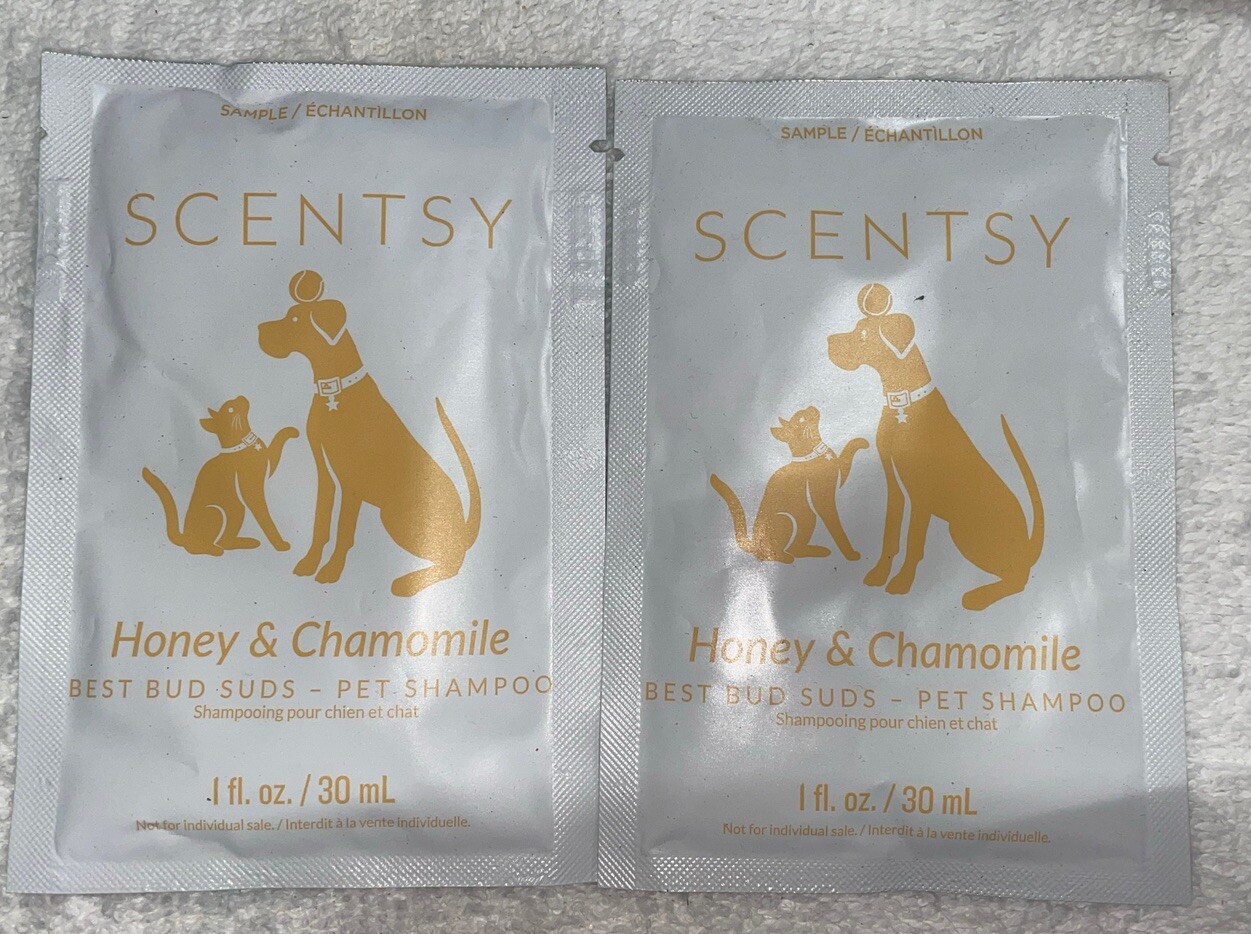 SAMPLE / ÉCHANTILLON
SCENTSY
Honey & Chamomile
BEST BUD SUDS – PET SHAMPOO
Shampooing pour chien et chat
1 fl. oz. / 30 mL
Not for individual sale. / Interdit à la vente individuelle.
SAMPLE / ÉCHANTILLON
SCENTSY
Honey & Chamomile
BEST BUD SUDS – PET SHAMPOO
Shampooing pour chien et chat
1 fl. oz. / 30 mL
Not for individual sale. / Interdit à la vente individuelle.